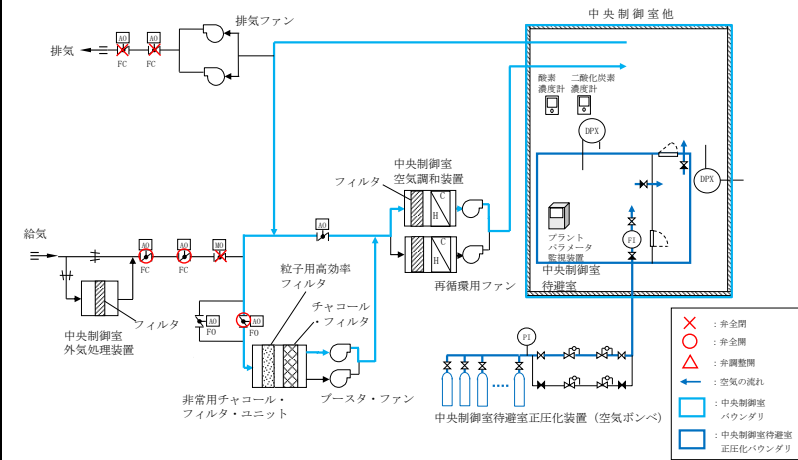 中央制御室他
排気ファン
排気
AO
AO
FC
FC
酸素
濃度計
二酸化炭素
濃度計
DPX
DPX
中央制御室
空気調和装置
フィルタ
C
H
C
H
AO
給気
AO
AO
MO
FC
FC
粒子用高効率
フィルタ
チャコール
・フィルタ
再循環用ファン
プラント
パラメータ
監視装置
FI
中央制御室
待避室
フィルタ
中央制御室
外気処理装置
AO
FO
AO
FO
PI
非常用チャコール・
フィルタ・ユニット
ブースタ・ファン
中央制御室待避室正圧化装置（空気ボンベ）
：弁全閉
：弁全開
：弁調整開
：空気の流れ
：中央制御室
バウンダリ
：中央制御室待避室
正圧化バウンダリ